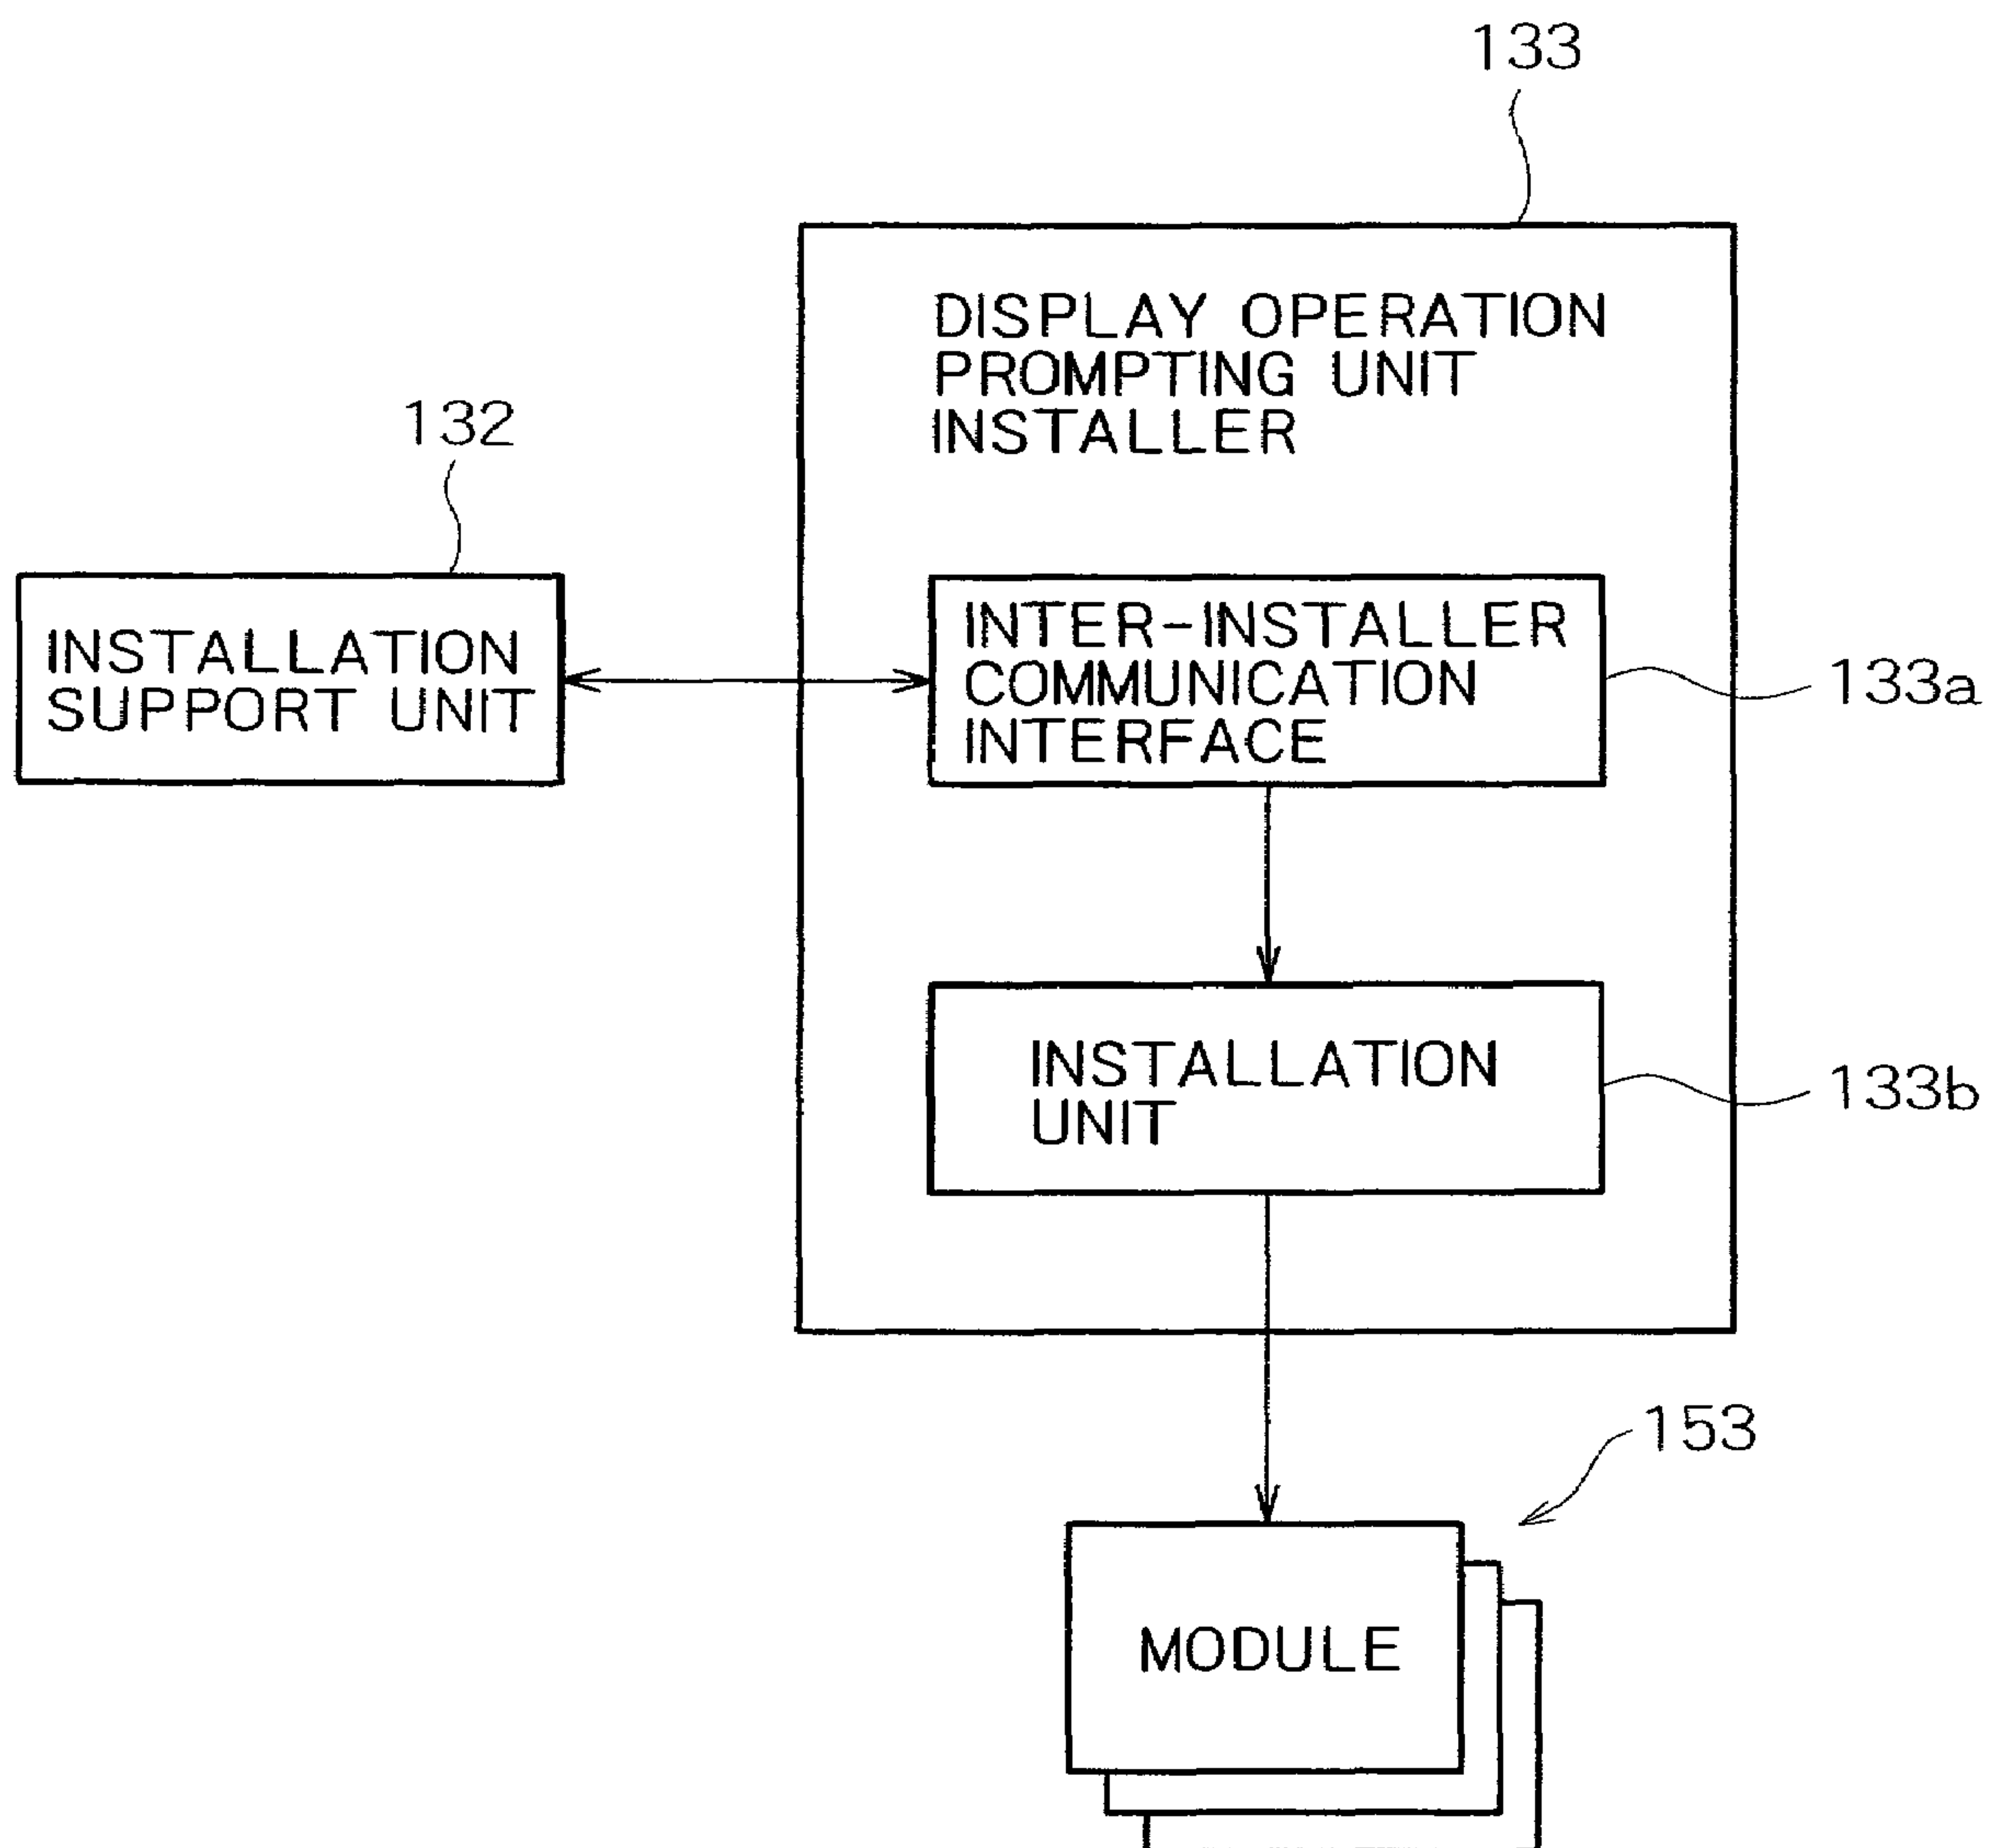 133
DISPLAY OPERATION
PROMPTING UNIT
INSTALLER
132
INSTALLATION
SUPPORT UNIT
INTER-INSTALLER
COMMUNICATION
INTERFACE
133a
INSTALLATION
UNIT
133b
153
MODULE